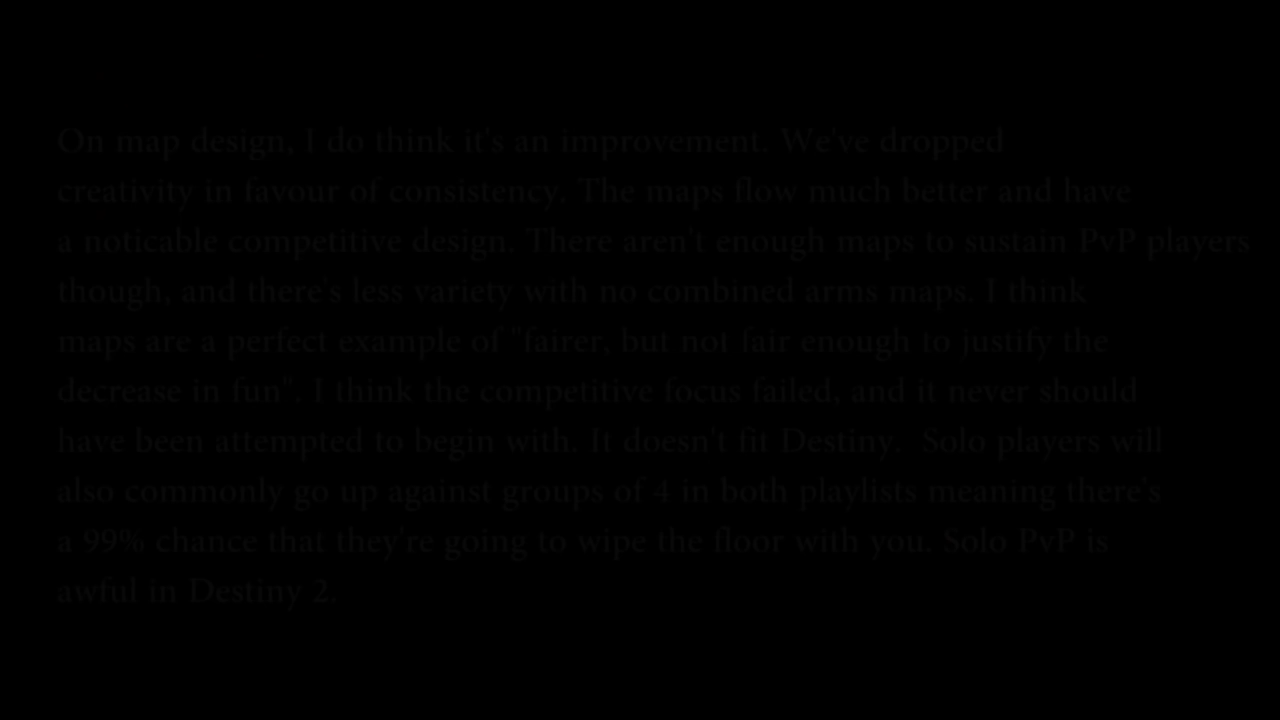 On map design, I do think it's an improvement. We've dropped
creativity in favour of consistency. The maps flow much better and have
a noticable competitive design. There aren't enough maps to sustain PvP players
though, and there's less variety with no combined arms maps. I think
maps are a perfect example of "fairer, but not fair enough to justify the
decrease in fun". I think the competitive focus failed, and it never should
have been attempted to begin with. It doesn't fit Destiny.  Solo players will
also commonly go up against groups of 4 in both playlists meaning there's
a 99% chance that they're going to wipe the floor with you. Solo PvP is
awful in Destiny 2.